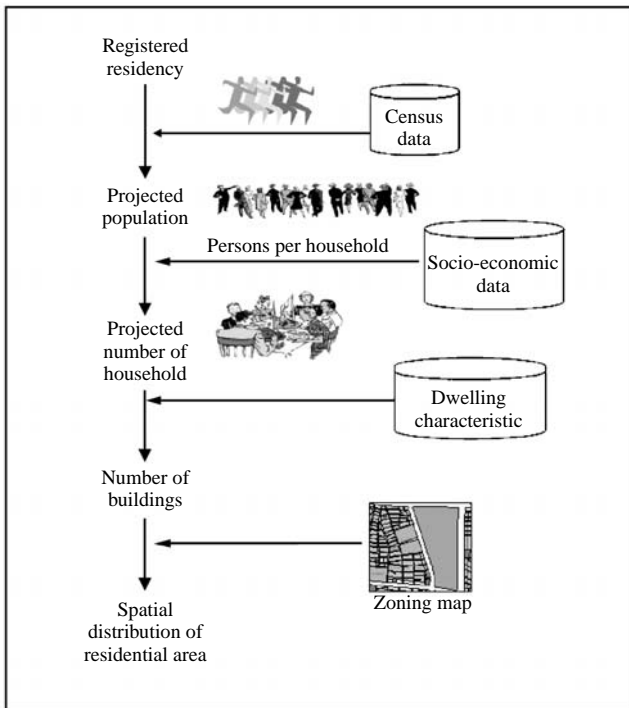 Registered
residency
Census
data
Projected
population
Persons per household
Socio-economic
data
Projected
number of
household
Dwelling
characteristic
Number of
buildings
Zoning map
Spatial
distribution of
residential area